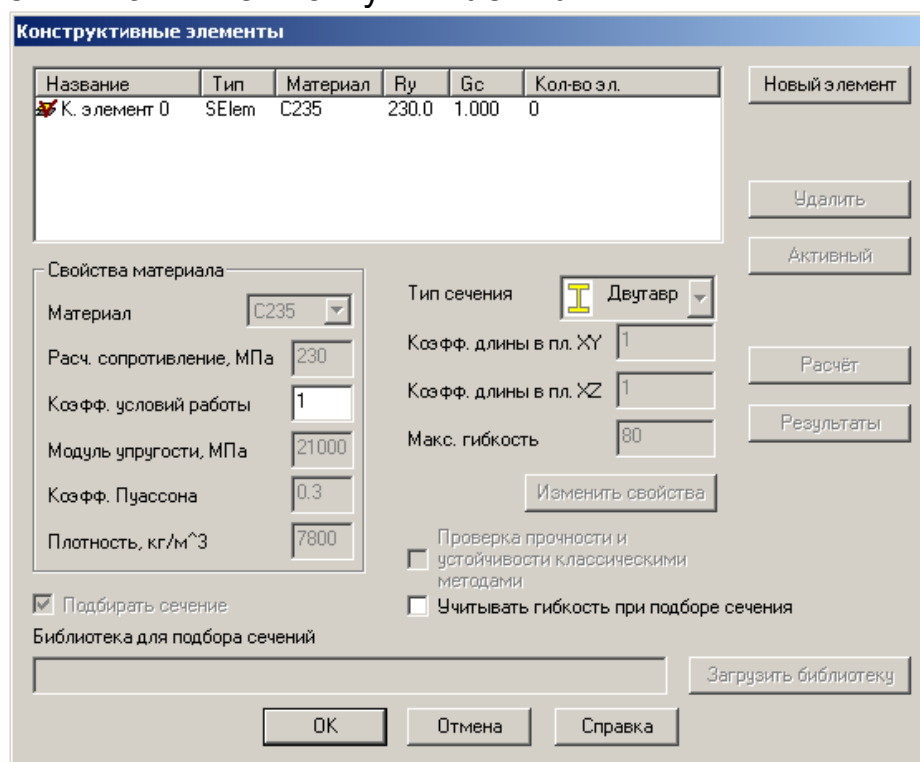 Конструктивные элементы
Название Тип Материал Ry Gc Кол-во эл.
К. элемент 0 SElem C235 230.0 1.000 0
Новый элемент
Удалить
Активный
Расчёт
Результаты
Свойства материала
Материал C235
Расч. сопротивление, МПа 230
Коэфф. условий работы 1
Модуль упругости, МПа 21000
Коэфф. Пуассона 0.3
Плотность, кг/м^3 7800
Тип сечения Двутавр
Коэфф. длины в пл. XY 1
Коэфф. длины в пл. XZ 1
Макс. гибкость 80
Изменить свойства
Проверка прочности и
устойчивости классическими
методами
Подбирать сечение
Учитывать гибкость при подборе сечения
Библиотека для подбора сечений
Загрузить библиотеку
OK Отмена Справка